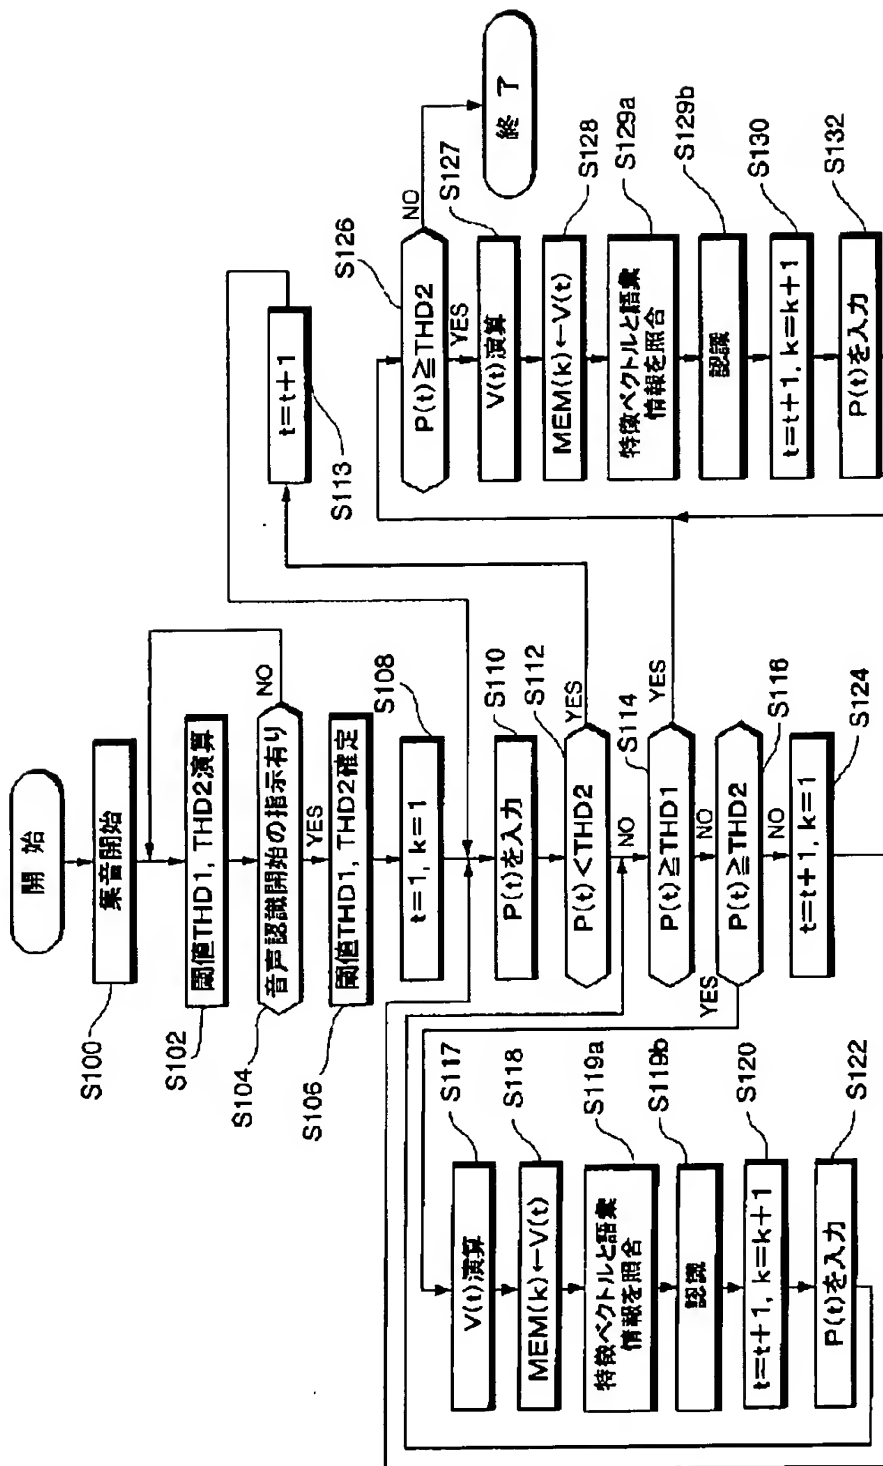 開始
集音開始
S100
閾値THD1, THD2演算
S102
音声認識開始の指示有り
S104
NO
YES
閾値THD1, THD2確定
S106
t=1, k=1
S108
P(t)を入力
S110
P(t)<THD2
S112
YES
NO
t=t+1
S113
P(t)≧THD1
S114
YES
NO
P(t)≧THD2
S116
YES
NO
t=t+1, k=1
S124
V(t)演算
S117
MEM(k)←V(t)
S118
特徴ベクトルと語彙
情報を照合
S119a
認識
S119b
t=t+1, k=k+1
S120
P(t)を入力
S122
P(t)≧THD2
S126
NO
終了
YES
V(t)演算
S127
MEM(k)←V(t)
S128
特徴ベクトルと語彙
情報を照合
S129a
認識
S129b
t=t+1, k=k+1
S130
P(t)を入力
S132